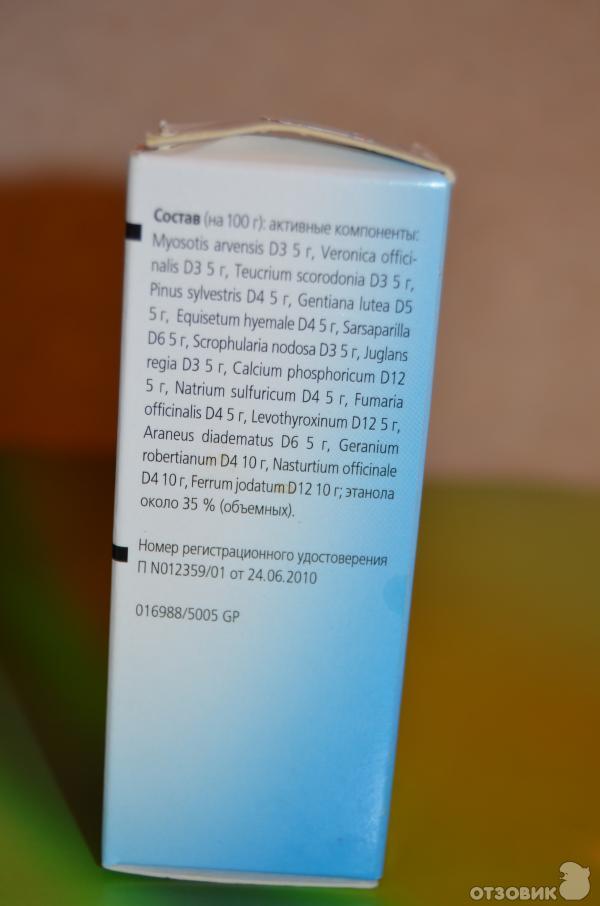 Состав (на 100 г): активные компоненты:
Myosotis arvensis D3 5 г, Veronica offici-
nalis D3 5 г, Teucrium scorodonia D3 5 г,
Pinus sylvestris D4 5 г, Gentiana lutea D5
5 г, Equisetum hyemale D4 5 г, Sarsaparilla
D6 5 г, Scrophularia nodosa D3 5 г, Juglans
regia D3 5 г, Calcium phosphoricum D12
5 г, Natrium sulfuricum D4 5 г, Fumaria
officinalis D4 5 г, Levothyroxinum D12 5 г,
Araneus diadematus D6 5 г, Geranium
robertianum D4 10 г, Nasturtium officinale
D4 10 г, Ferrum jodatum D12 10 г; этанола
около 35 % (объемных).
Номер регистрационного удостоверения
П N012359/01 от 24.06.2010
016988/5005 GP
ОТЗОВИК